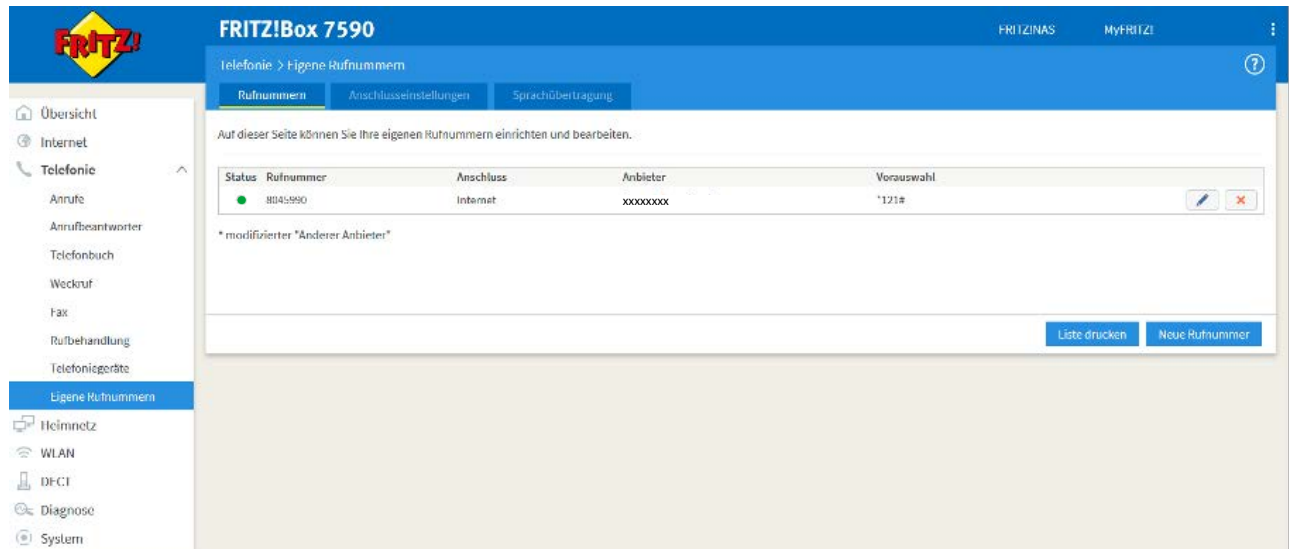 FRITZ!
FRITZ!Box 7590
FRITZ!NAS
MyFRITZ!
Telefonie > Eigene Rufnummern
Rufnummern
Anschlusseinstellungen
Sprachübertragung
Übersicht
Internet
Telefonie
Anrufe
Anrufbeantworter
Telefonbuch
Weckruf
Fax
Rufbehandlung
Telefoniegeräte
Eigene Rufnummern
Heimnetz
WLAN
DECT
Diagnose
System
Auf dieser Seite können Sie Ihre eigenen Rufnummern einrichten und bearbeiten.
Status Rufnummer Anschluss Anbieter Vorauswahl
8045990 Internet xxxxxxxx *121#
* modifizierter "Anderer Anbieter"
Liste drucken
Neue Rufnummer